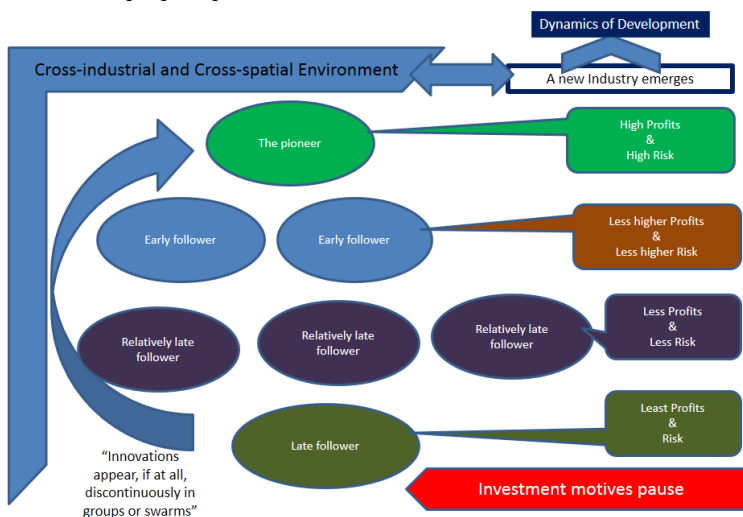 Dynamics of Development
Cross-industrial and Cross-spatial Environment
A new Industry emerges
The pioneer
High Profits
&
High Risk
Early follower
Early follower
Less higher Profits
&
Less higher Risk
Relatively late
follower
Relatively late
follower
Relatively late
follower
Less Profits
&
Less Risk
Late follower
Least Profits
&
Risk
“Innovations
appear, if at all,
discontinuously in
groups or swarms”
Investment motives pause